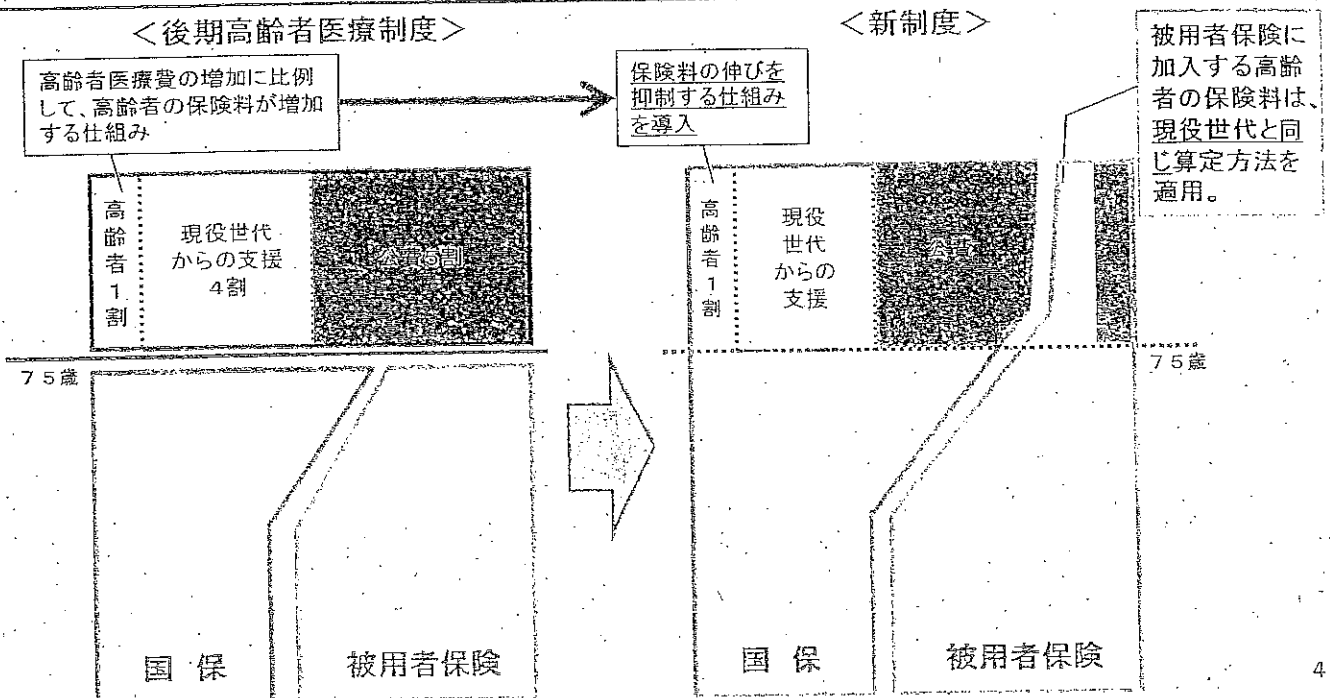 ＜後期高齢者医療制度＞
高齢者医療費の増加に比例
して、高齢者の保険料が増加
する仕組み
高齢者1割
現役世代
からの支援
4割
公費5割
75歳
国保
被用者保険
＜新制度＞
保険料の伸びを
抑制する仕組み
を導入
被用者保険に
加入する高齢
者の保険料は、
現役世代と同
じ算定方法を
適用。
高齢者1割
現役
世代
からの
支援
公費
75歳
国保
被用者保険
4